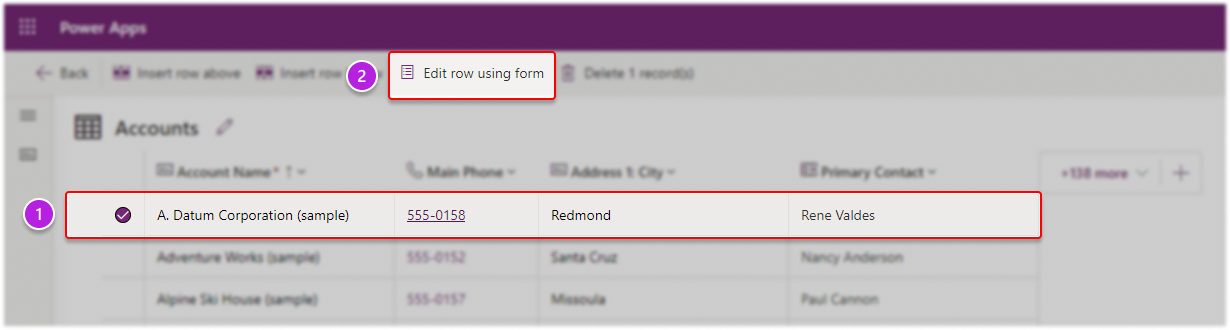 Power Apps
Back Insert row above Insert row 2 Edit row using form Delete 1 record(s)
Accounts
Account Name* Main Phone Address 1: City Primary Contact +138 more
1 A. Datum Corporation (sample) 555-0158 Redmond Rene Valdes
Adventure Works (sample) 555-0152 Santa Cruz Nancy Anderson
Alpine Ski House (sample) 555-0157 Missoula Paul Cannon